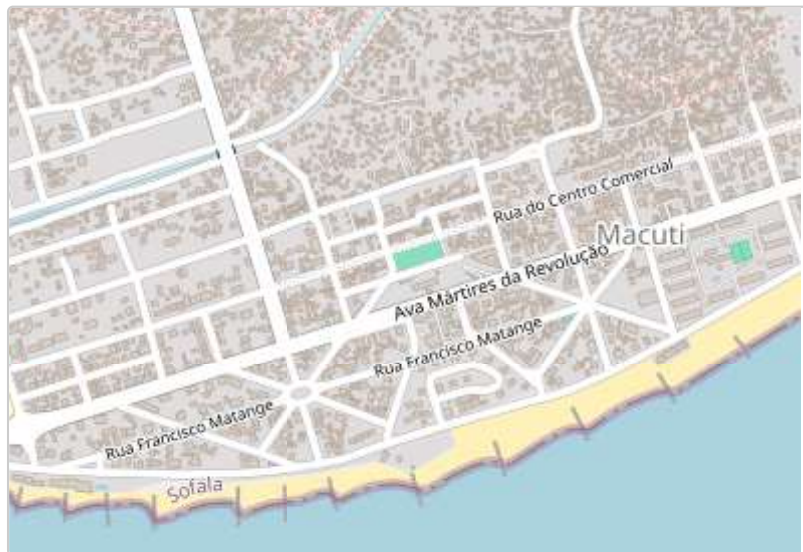 Rua do Centro Comercial
Macuti
Ava Mártires da Revolução
Rua Francisco Matange
Rua Francisco Matange
Sofala